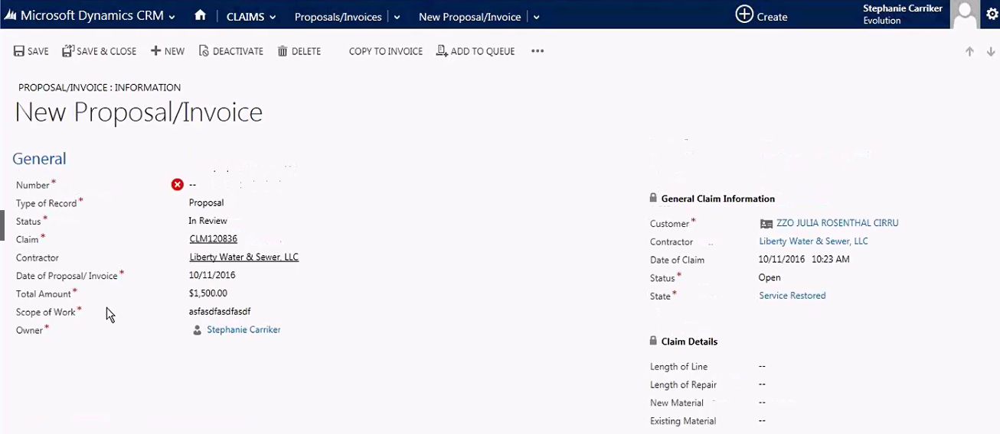 Microsoft Dynamics CRM CLAIMS Proposals/Invoices New Proposal/Invoice Create Stephanie Carriker
Evolution
SAVE SAVE & CLOSE NEW DEACTIVATE DELETE COPY TO INVOICE ADD TO QUEUE •••
PROPOSAL/INVOICE : INFORMATION
New Proposal/Invoice
General
Number * --
Type of Record * Proposal
Status * In Review
Claim * CLM120836
Contractor Liberty Water & Sewer, LLC
Date of Proposal/ Invoice * 10/11/2016
Total Amount * $1,500.00
Scope of Work * asfasdfasdfasdf
Owner * Stephanie Carriker
General Claim Information
Customer * ZZO JULIA ROSENTHAL CIRRU
Contractor Liberty Water & Sewer, LLC
Date of Claim 10/11/2016 10:23 AM
Status * Open
State * Service Restored
Claim Details
Length of Line --
Length of Repair --
New Material --
Existing Material --